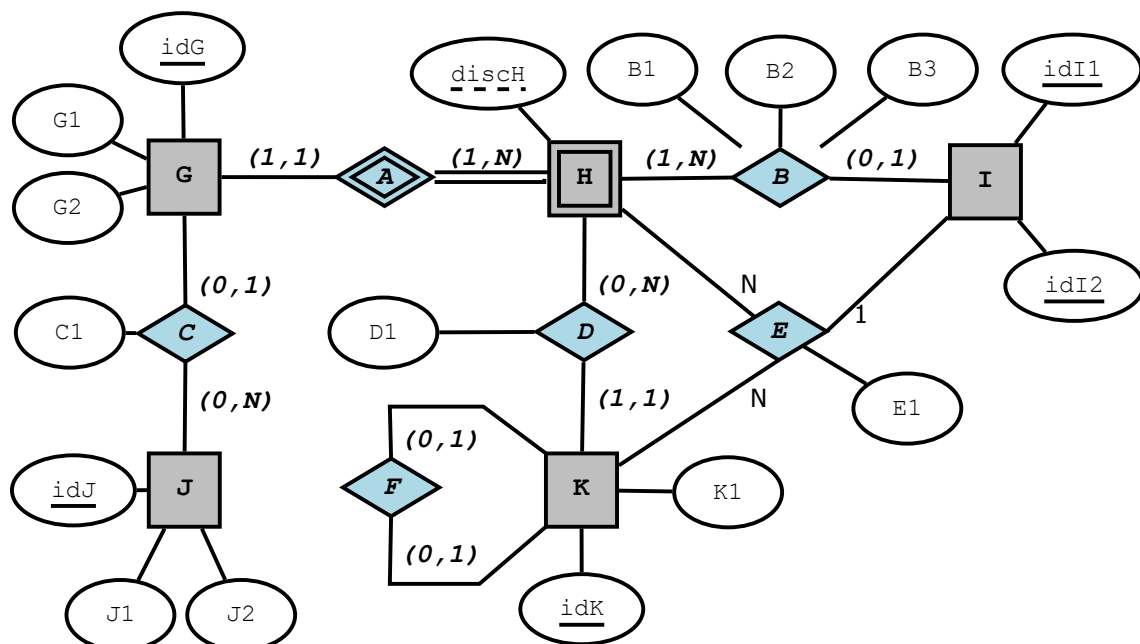 idG
discH
B1
B2
B3
idI1
G1
G
(1,1)
A
(1,N)
H
(1,N)
B
(0,1)
I
G2
(0,1)
(0,N)
N
1
idI2
C1
C
D1
D
E
(0,N)
(1,1)
N
E1
(0,1)
idJ
J
F
K
K1
(0,1)
J1
J2
idK